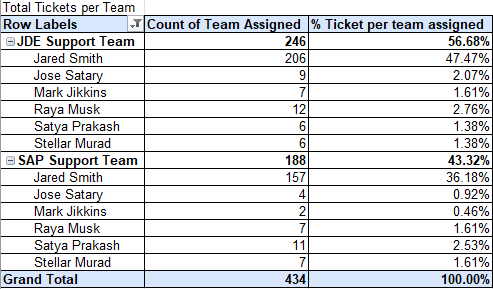 Total Tickets per Team
Row Labels Count of Team Assigned % Ticket per team assigned
JDE Support Team 246 56.68%
Jared Smith 206 47.47%
Jose Satary 9 2.07%
Mark Jikkins 7 1.61%
Raya Musk 12 2.76%
Satya Prakash 6 1.38%
Stellar Murad 6 1.38%
SAP Support Team 188 43.32%
Jared Smith 157 36.18%
Jose Satary 4 0.92%
Mark Jikkins 2 0.46%
Raya Musk 7 1.61%
Satya Prakash 11 2.53%
Stellar Murad 7 1.61%
Grand Total 434 100.00%